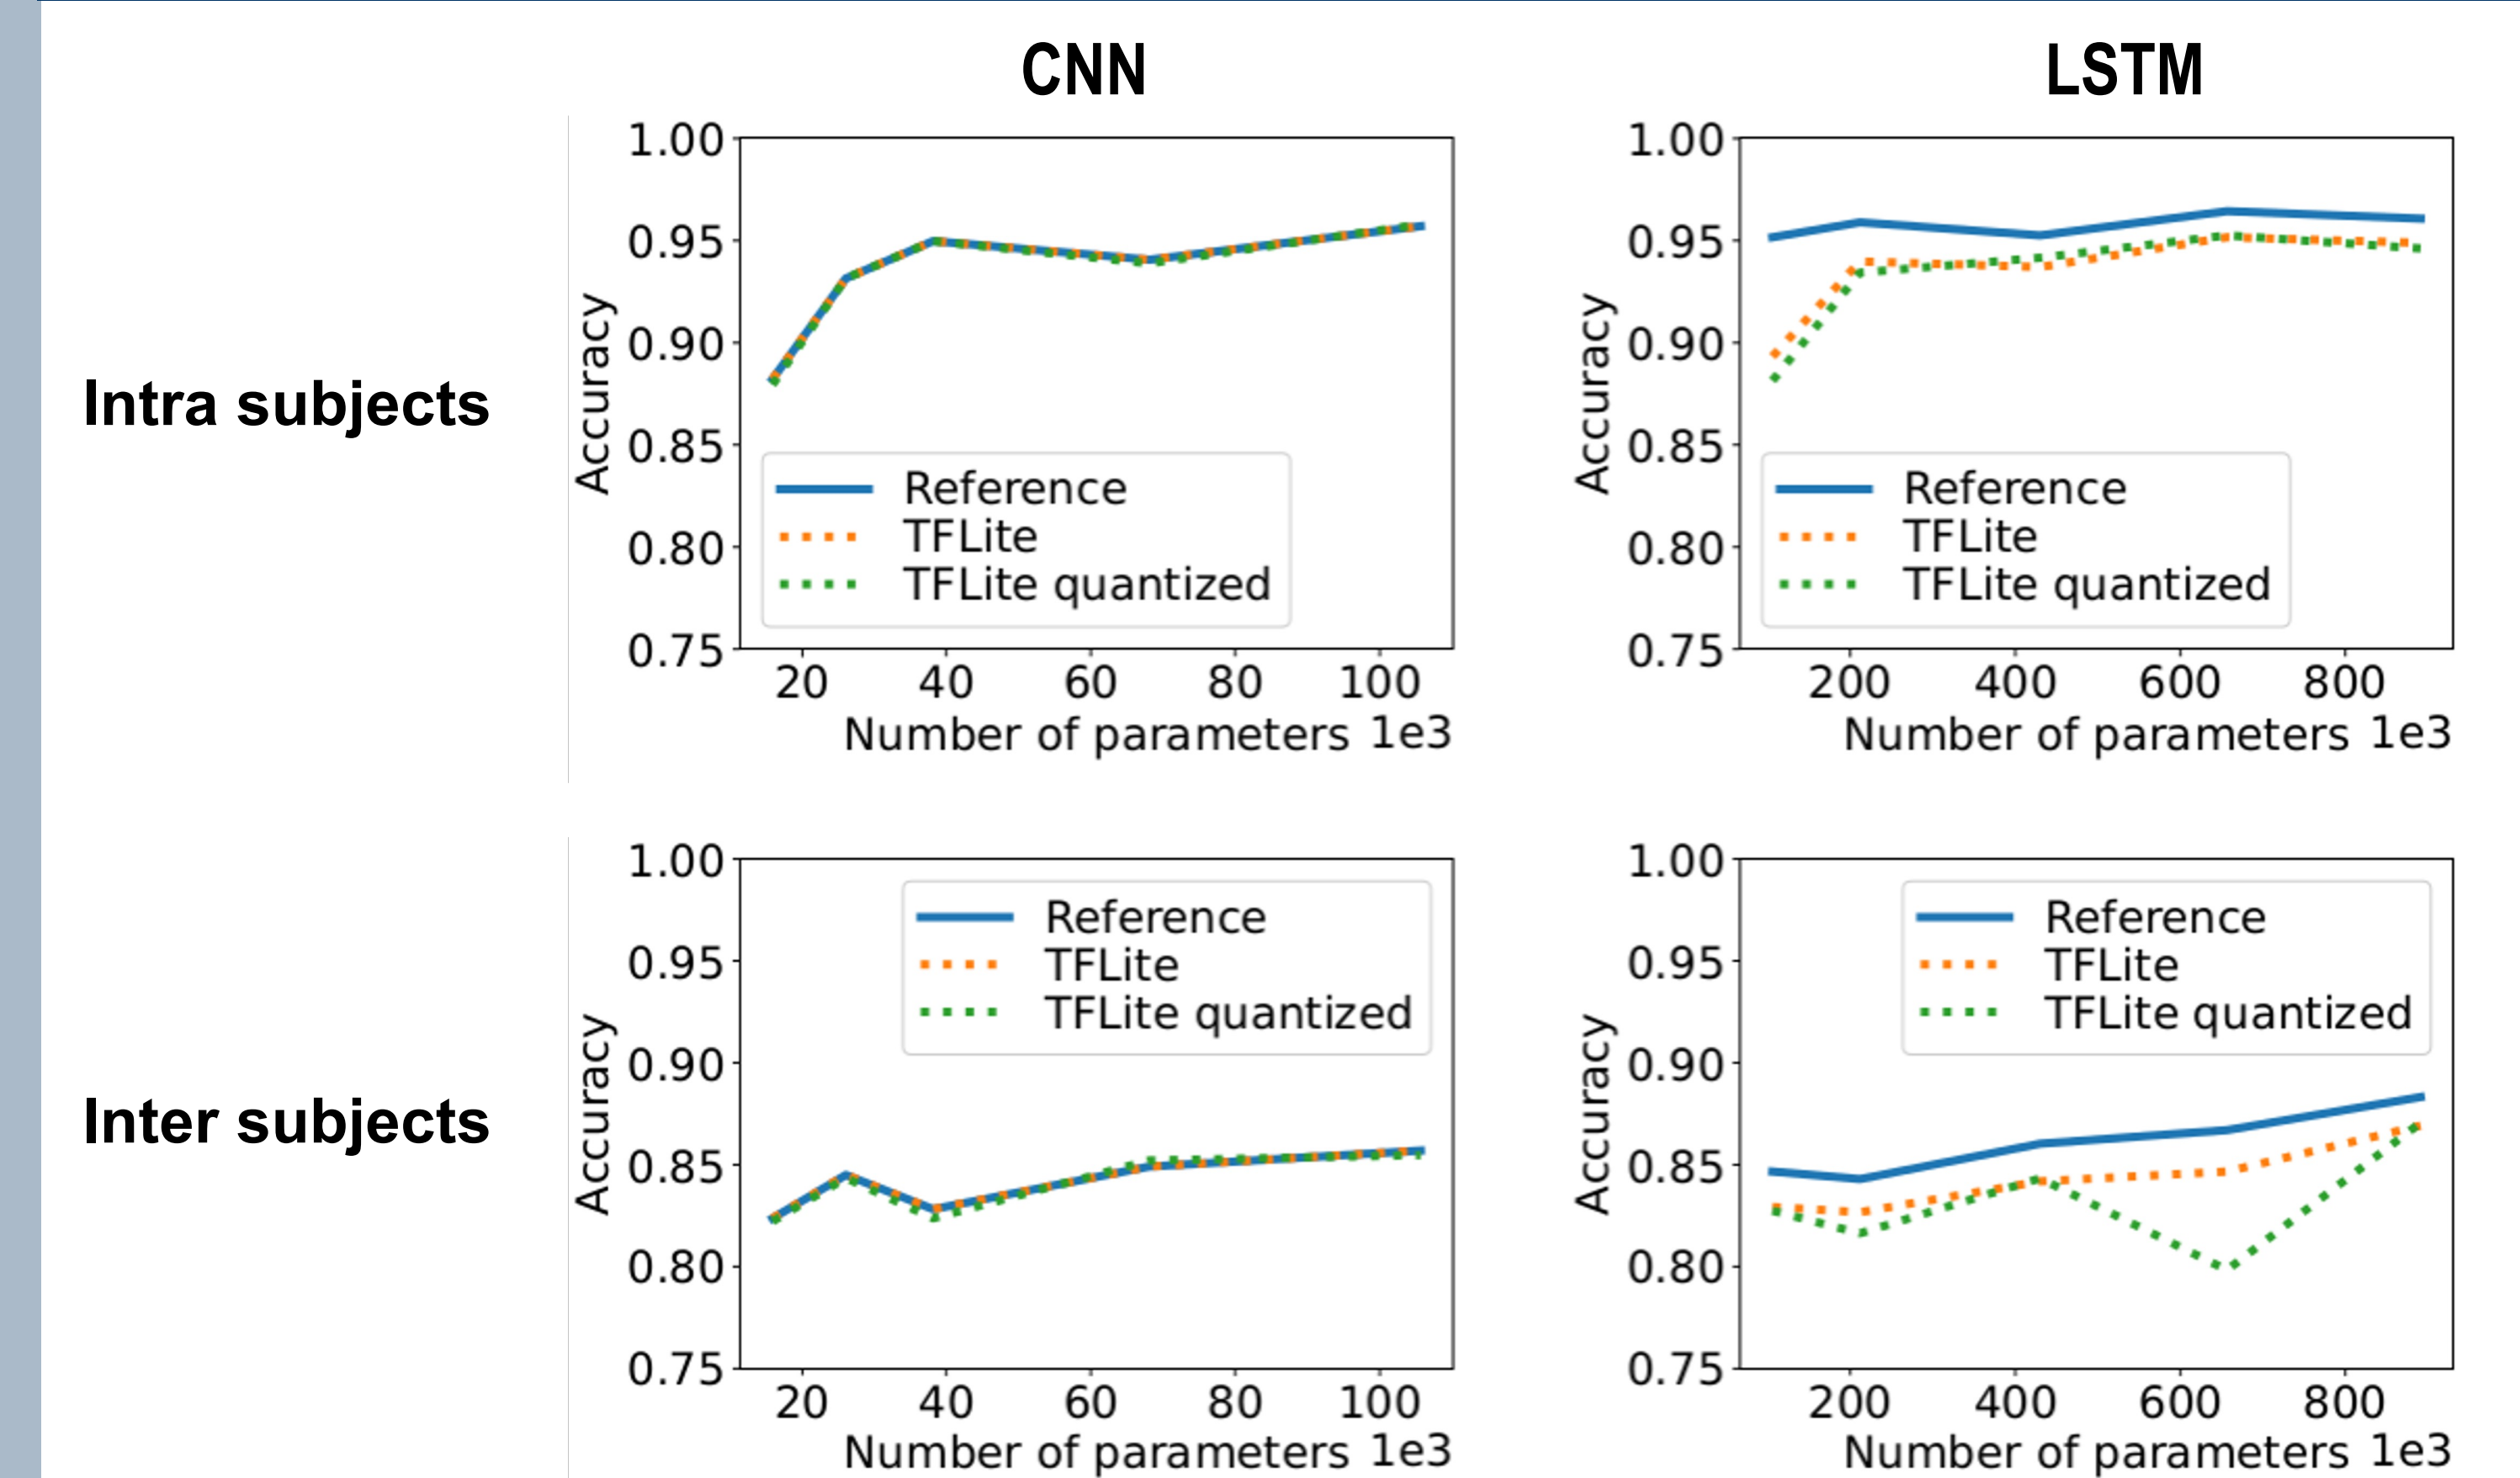 CNN
LSTM
Intra subjects
1.00
0.95
0.90
0.85
0.80
0.75
Accuracy
Reference
TFLite
TFLite quantized
20 40 60 80 100
Number of parameters 1e3
1.00
0.95
0.90
0.85
0.80
0.75
Accuracy
Reference
TFLite
TFLite quantized
200 400 600 800
Number of parameters 1e3
Inter subjects
1.00
0.95
0.90
0.85
0.80
0.75
Accuracy
Reference
TFLite
TFLite quantized
20 40 60 80 100
Number of parameters 1e3
1.00
0.95
0.90
0.85
0.80
0.75
Accuracy
Reference
TFLite
TFLite quantized
200 400 600 800
Number of parameters 1e3